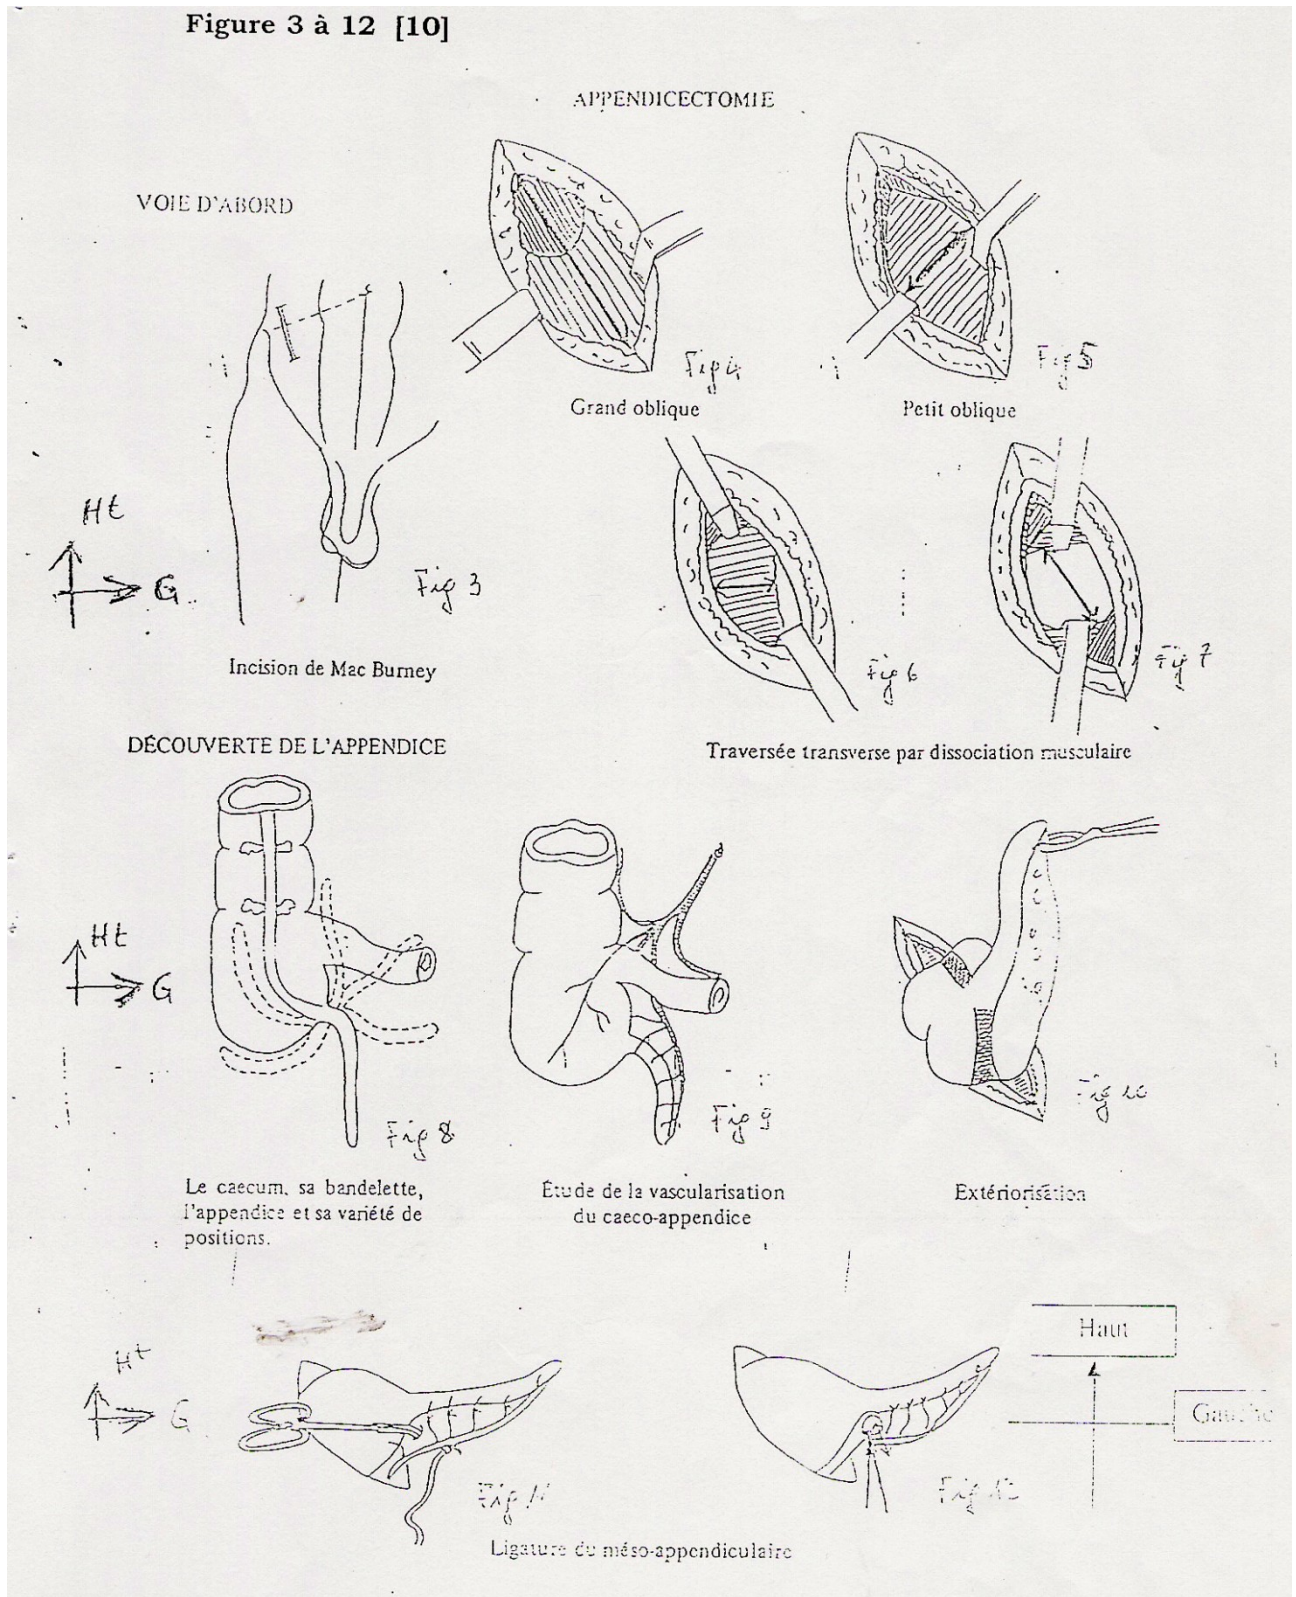 Figure 3 à 12 [10]
APPENDICECTOMIE
VOIE D'ABORD
Fig 4
Fig 5
Grand oblique
Petit oblique
Ht
G
Fig 3
Fig 6
Fig 7
Incision de Mac Burney
Traversée transverse par dissociation musculaire
DÉCOUVERTE DE L'APPENDICE
Ht
G
Fig 8
Fig 9
Fig 10
Le caecum, sa bandelette,
l'appendice et sa variété de
positions.
Étude de la vascularisation
du caeco-appendice
Extériorisation
Haut
Ht
G
Gauche
Fig 11
Fig 12
Ligature du méso-appendiculaire